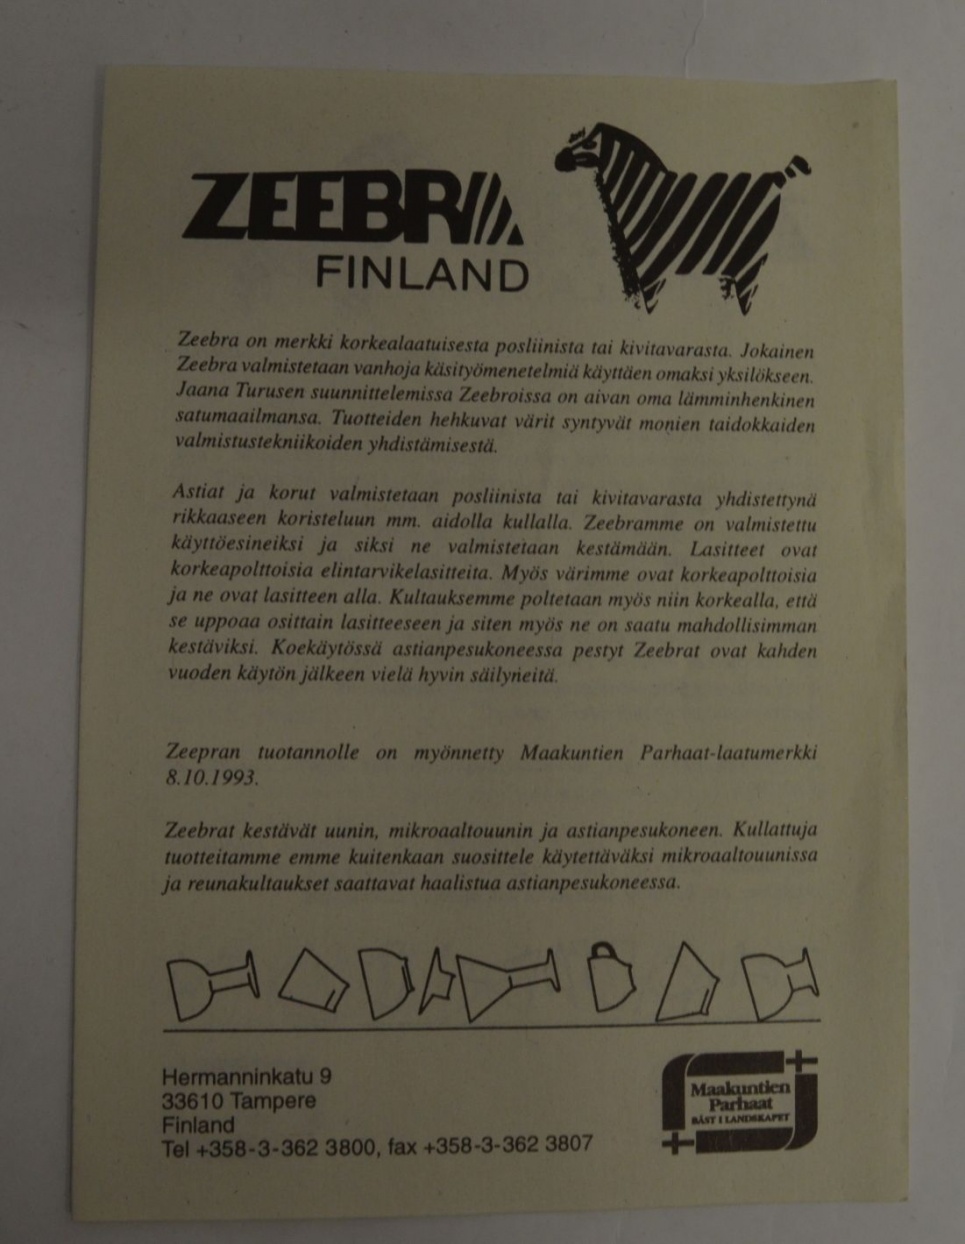 ZEEBRA
FINLAND
Zeebra on merkki korkealaatuisesta posliinista tai kivitavarasta. Jokainen
Zeebra valmistetaan vanhoja käsityömenetelmiä käyttäen omaksi yksilökseen.
Jaana Turusen suunnittelemissa Zeebroissa on aivan oma lämminhenkinen
satumaailmansa. Tuotteiden hehkuvat värit syntyvät monien taidokkaiden
valmistustekniikoiden yhdistämisestä.
Astiat ja korut valmistetaan posliinista tai kivitavarasta yhdistettynä
rikkaaseen koristeluun mm. aidolla kullalla. Zeebramme on valmistettu
käyttöesineiksi ja siksi ne valmistetaan kestämään. Lasitteet ovat
korkeapolttoisia elintarvikelasitteita. Myös värimme ovat korkeapolttoisia
ja ne ovat lasitteen alla. Kultauksemme poltetaan myös niin korkealla, että
se uppoaa osittain lasitteeseen ja siten myös ne on saatu mahdollisimman
kestäviksi. Koekäytössä astianpesukoneessa pestyt Zeebrat ovat kahden
vuoden käytön jälkeen vielä hyvin säilyneitä.
Zeepran tuotannolle on myönnetty Maakuntien Parhaat-laatumerkki
8.10.1993.
Zeebrat kestävät uunin, mikroaaltouunin ja astianpesukoneen. Kullattuja
tuotteitamme emme kuitenkaan suosittele käytettäväksi mikroaaltouunissa
ja reunakultaukset saattavat haalistua astianpesukoneessa.
Hermanninkatu 9
33610 Tampere
Finland
Tel +358-3-362 3800, fax +358-3-362 3807
Maakuntien
Parhaat
BÄST I LANDSKAPET